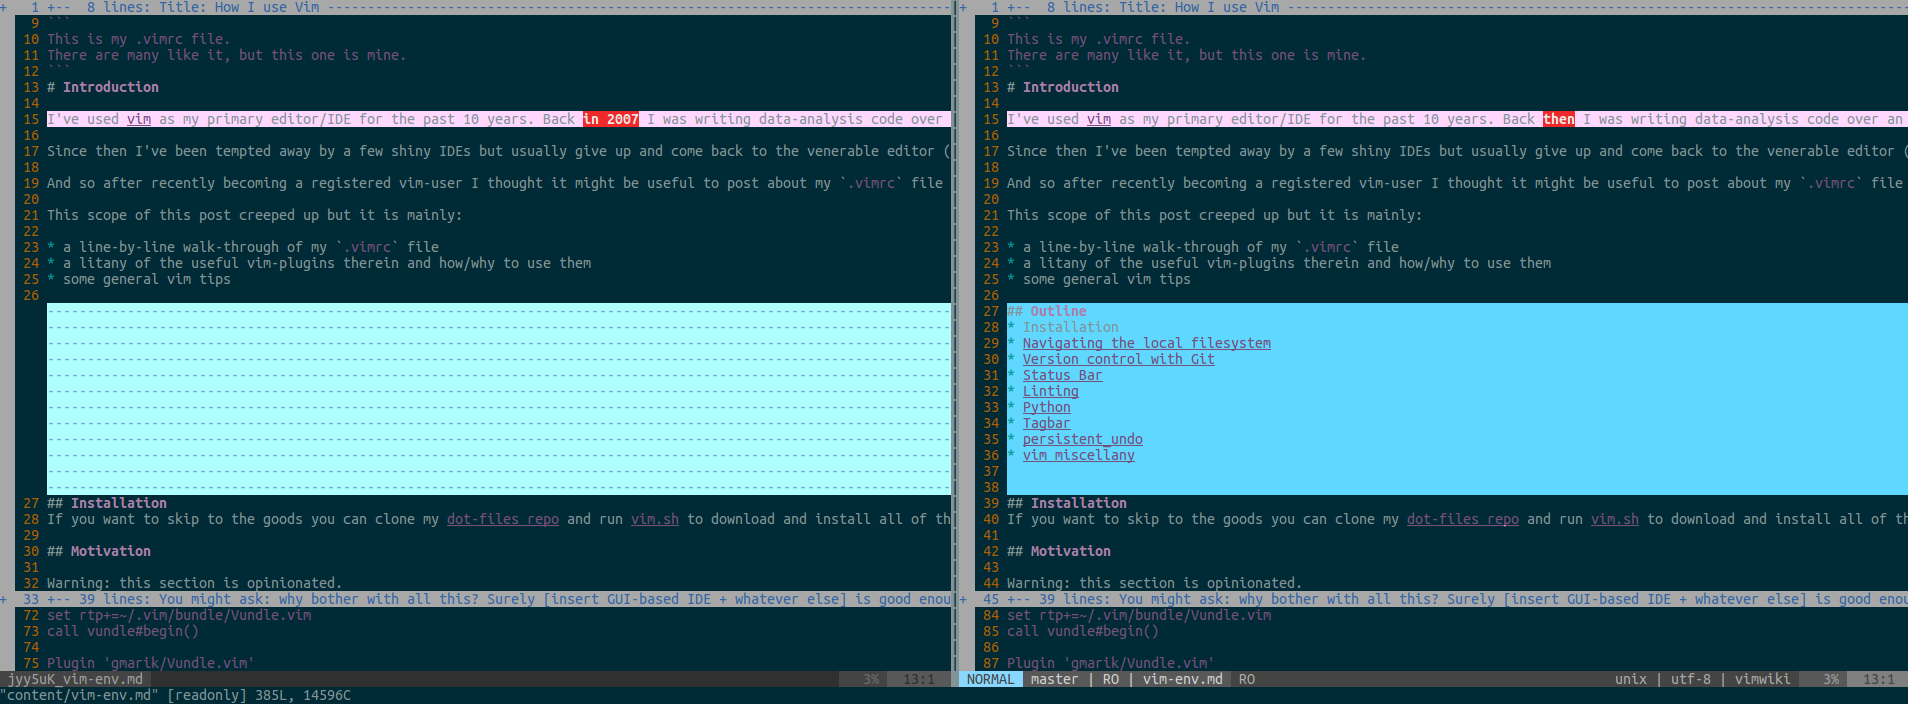 + 1 +-- 8 lines: Title: How I use Vim ------------------------------
9 ```
10 This is my .vimrc file.
11 There are many like it, but this one is mine.
12 ```
13 # Introduction
14
15 I've used vim as my primary editor/IDE for the past 10 years. Back in 2007 I was writing data-analysis code over
16
17 Since then I've been tempted away by a few shiny IDEs but usually give up and come back to the venerable editor (
18
19 And so after recently becoming a registered vim-user I thought it might be useful to post about my `.vimrc` file
20
21 This scope of this post creeped up but it is mainly:
22
23 * a line-by-line walk-through of my `.vimrc` file
24 * a litany of the useful vim-plugins therein and how/why to use them
25 * some general vim tips
26
27 ## Installation
28 If you want to skip to the goods you can clone my dot-files repo and run vim.sh to download and install all of th
29
30 ## Motivation
31
32 Warning: this section is opinionated.
+ 33 +-- 39 lines: You might ask: why bother with all this? Surely [insert GUI-based IDE + whatever else] is good enou
72 set rtp+=~/.vim/bundle/Vundle.vim
73 call vundle#begin()
74
75 Plugin 'gmarik/Vundle.vim'
jyy5uK_vim-env.md 3% 13:1
+ 1 +-- 8 lines: Title: How I use Vim ------------------------------
9 ```
10 This is my .vimrc file.
11 There are many like it, but this one is mine.
12 ```
13 # Introduction
14
15 I've used vim as my primary editor/IDE for the past 10 years. Back then I was writing data-analysis code over an
16
17 Since then I've been tempted away by a few shiny IDEs but usually give up and come back to the venerable editor (
18
19 And so after recently becoming a registered vim-user I thought it might be useful to post about my `.vimrc` file
20
21 This scope of this post creeped up but it is mainly:
22
23 * a line-by-line walk-through of my `.vimrc` file
24 * a litany of the useful vim-plugins therein and how/why to use them
25 * some general vim tips
26
27 ## Outline
28 * Installation
29 * Navigating the local filesystem
30 * Version control with Git
31 * Status Bar
32 * Linting
33 * Python
34 * Tagbar
35 * persistent_undo
36 * vim miscellany
37
38
39 ## Installation
40 If you want to skip to the goods you can clone my dot-files repo and run vim.sh to download and install all of th
41
42 ## Motivation
43
44 Warning: this section is opinionated.
+ 45 +-- 39 lines: You might ask: why bother with all this? Surely [insert GUI-based IDE + whatever else] is good enou
84 set rtp+=~/.vim/bundle/Vundle.vim
85 call vundle#begin()
86
87 Plugin 'gmarik/Vundle.vim'
NORMAL master | RO | vim-env.md RO unix | utf-8 | vimwiki 3% 13:1
"content/vim-env.md" [readonly] 385L, 14596C